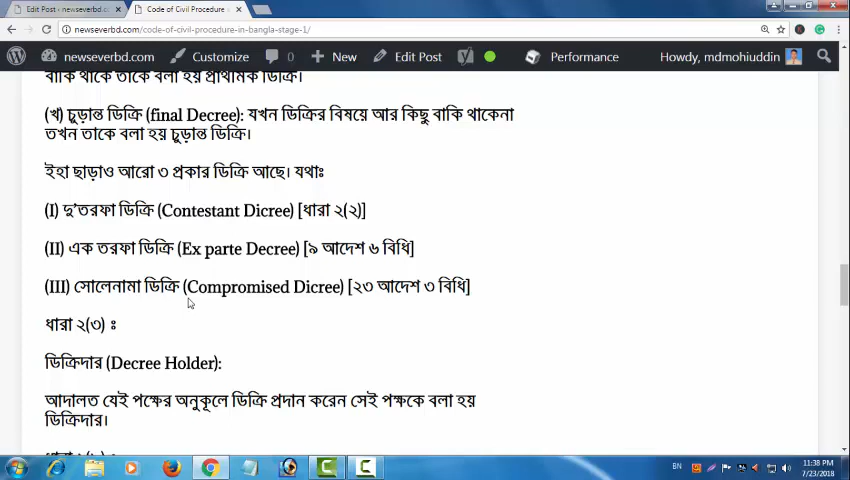 Edit Post ‹ newseverbd.com
Code of Civil Procedure
newseverbd.com/code-of-civil-procedure-in-bangla-stage-1/
Customize 0 New Edit Post Performance Howdy, mdmohiuddin
বাকি থাকে তাকে বলা হয় প্রাথমিক ডিক্রি।
(খ) চুড়ান্ত ডিক্রি (final Decree): যখন ডিক্রির বিষয়ে আর কিছু বাকি থাকেনা
তখন তাকে বলা হয় চুড়ান্ত ডিক্রি।
ইহা ছাড়াও আরো ৩ প্রকার ডিক্রি আছে। যথাঃ
(I) দু'তরফা ডিক্রি (Contestant Dicree) [ধারা ২(২)]
(II) এক তরফা ডিক্রি (Ex parte Decree) [৯ আদেশ ৬ বিধি]
(III) সোলেনামা ডিক্রি (Compromised Dicree) [২৩ আদেশ ৩ বিধি]
ধারা ২(৩) ঃ
ডিক্রিদার (Decree Holder):
আদালত যেই পক্ষের অনুকূলে ডিক্রি প্রদান করেন সেই পক্ষকে বলা হয়
ডিক্রিদার।
BN
11:38 PM
7/23/2018